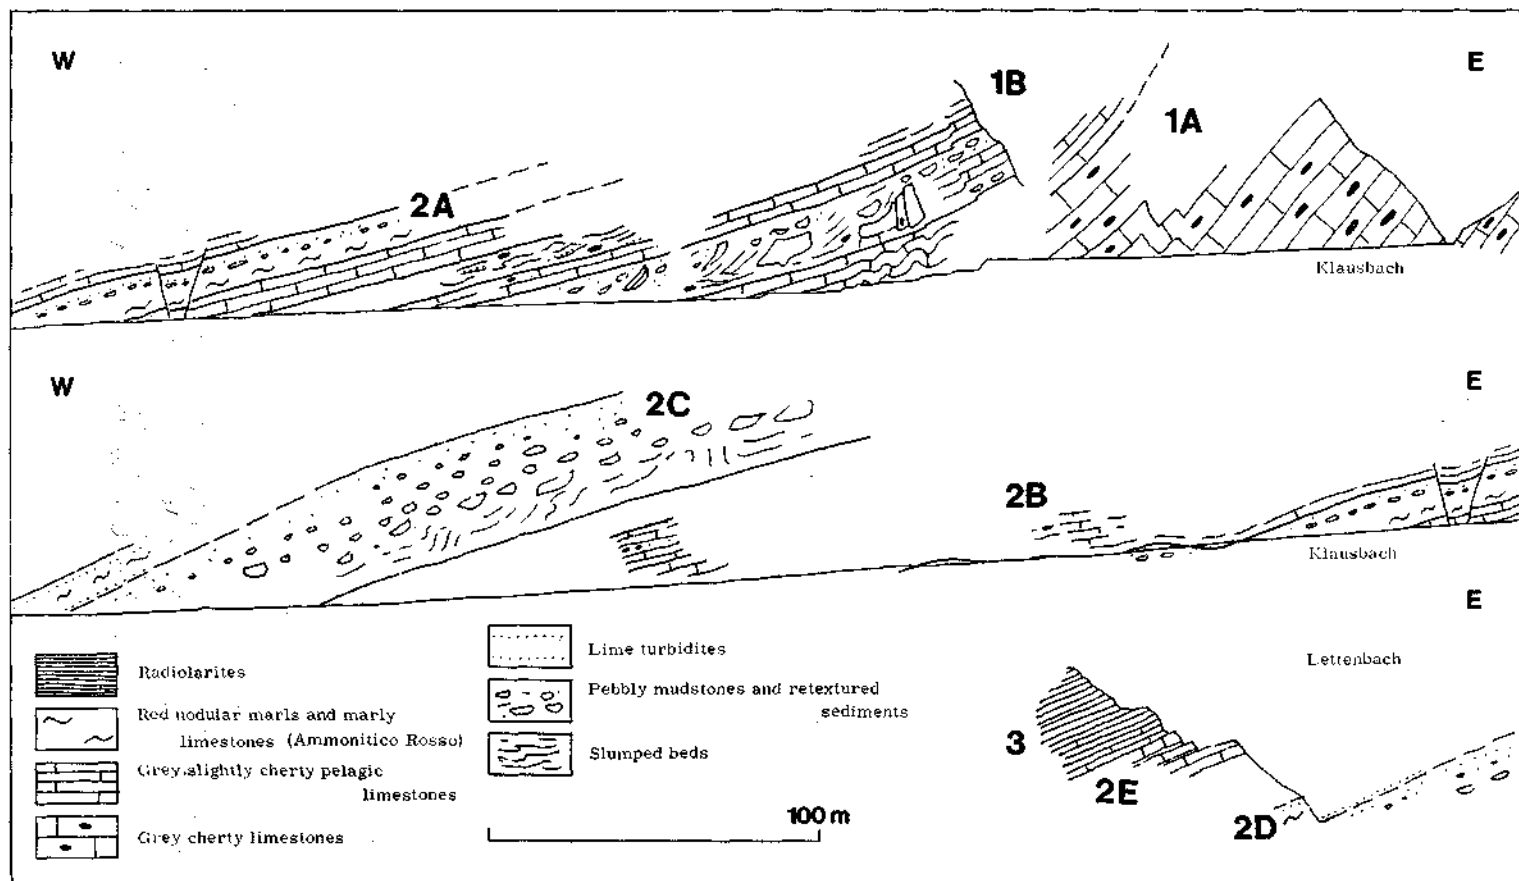 W
E
1B
1A
2A
Klausbach
W
E
2C
2B
Klausbach
E
Radiolarites
Red nodular marls and marly
limestones (Ammonitico Rosso)
Grey, slightly cherty pelagic
limestones
Grey cherty limestones
Lime turbidites
Pebbly mudstones and retextured
sediments
Slumped beds
100 m
Lettenbach
3
2E
2D